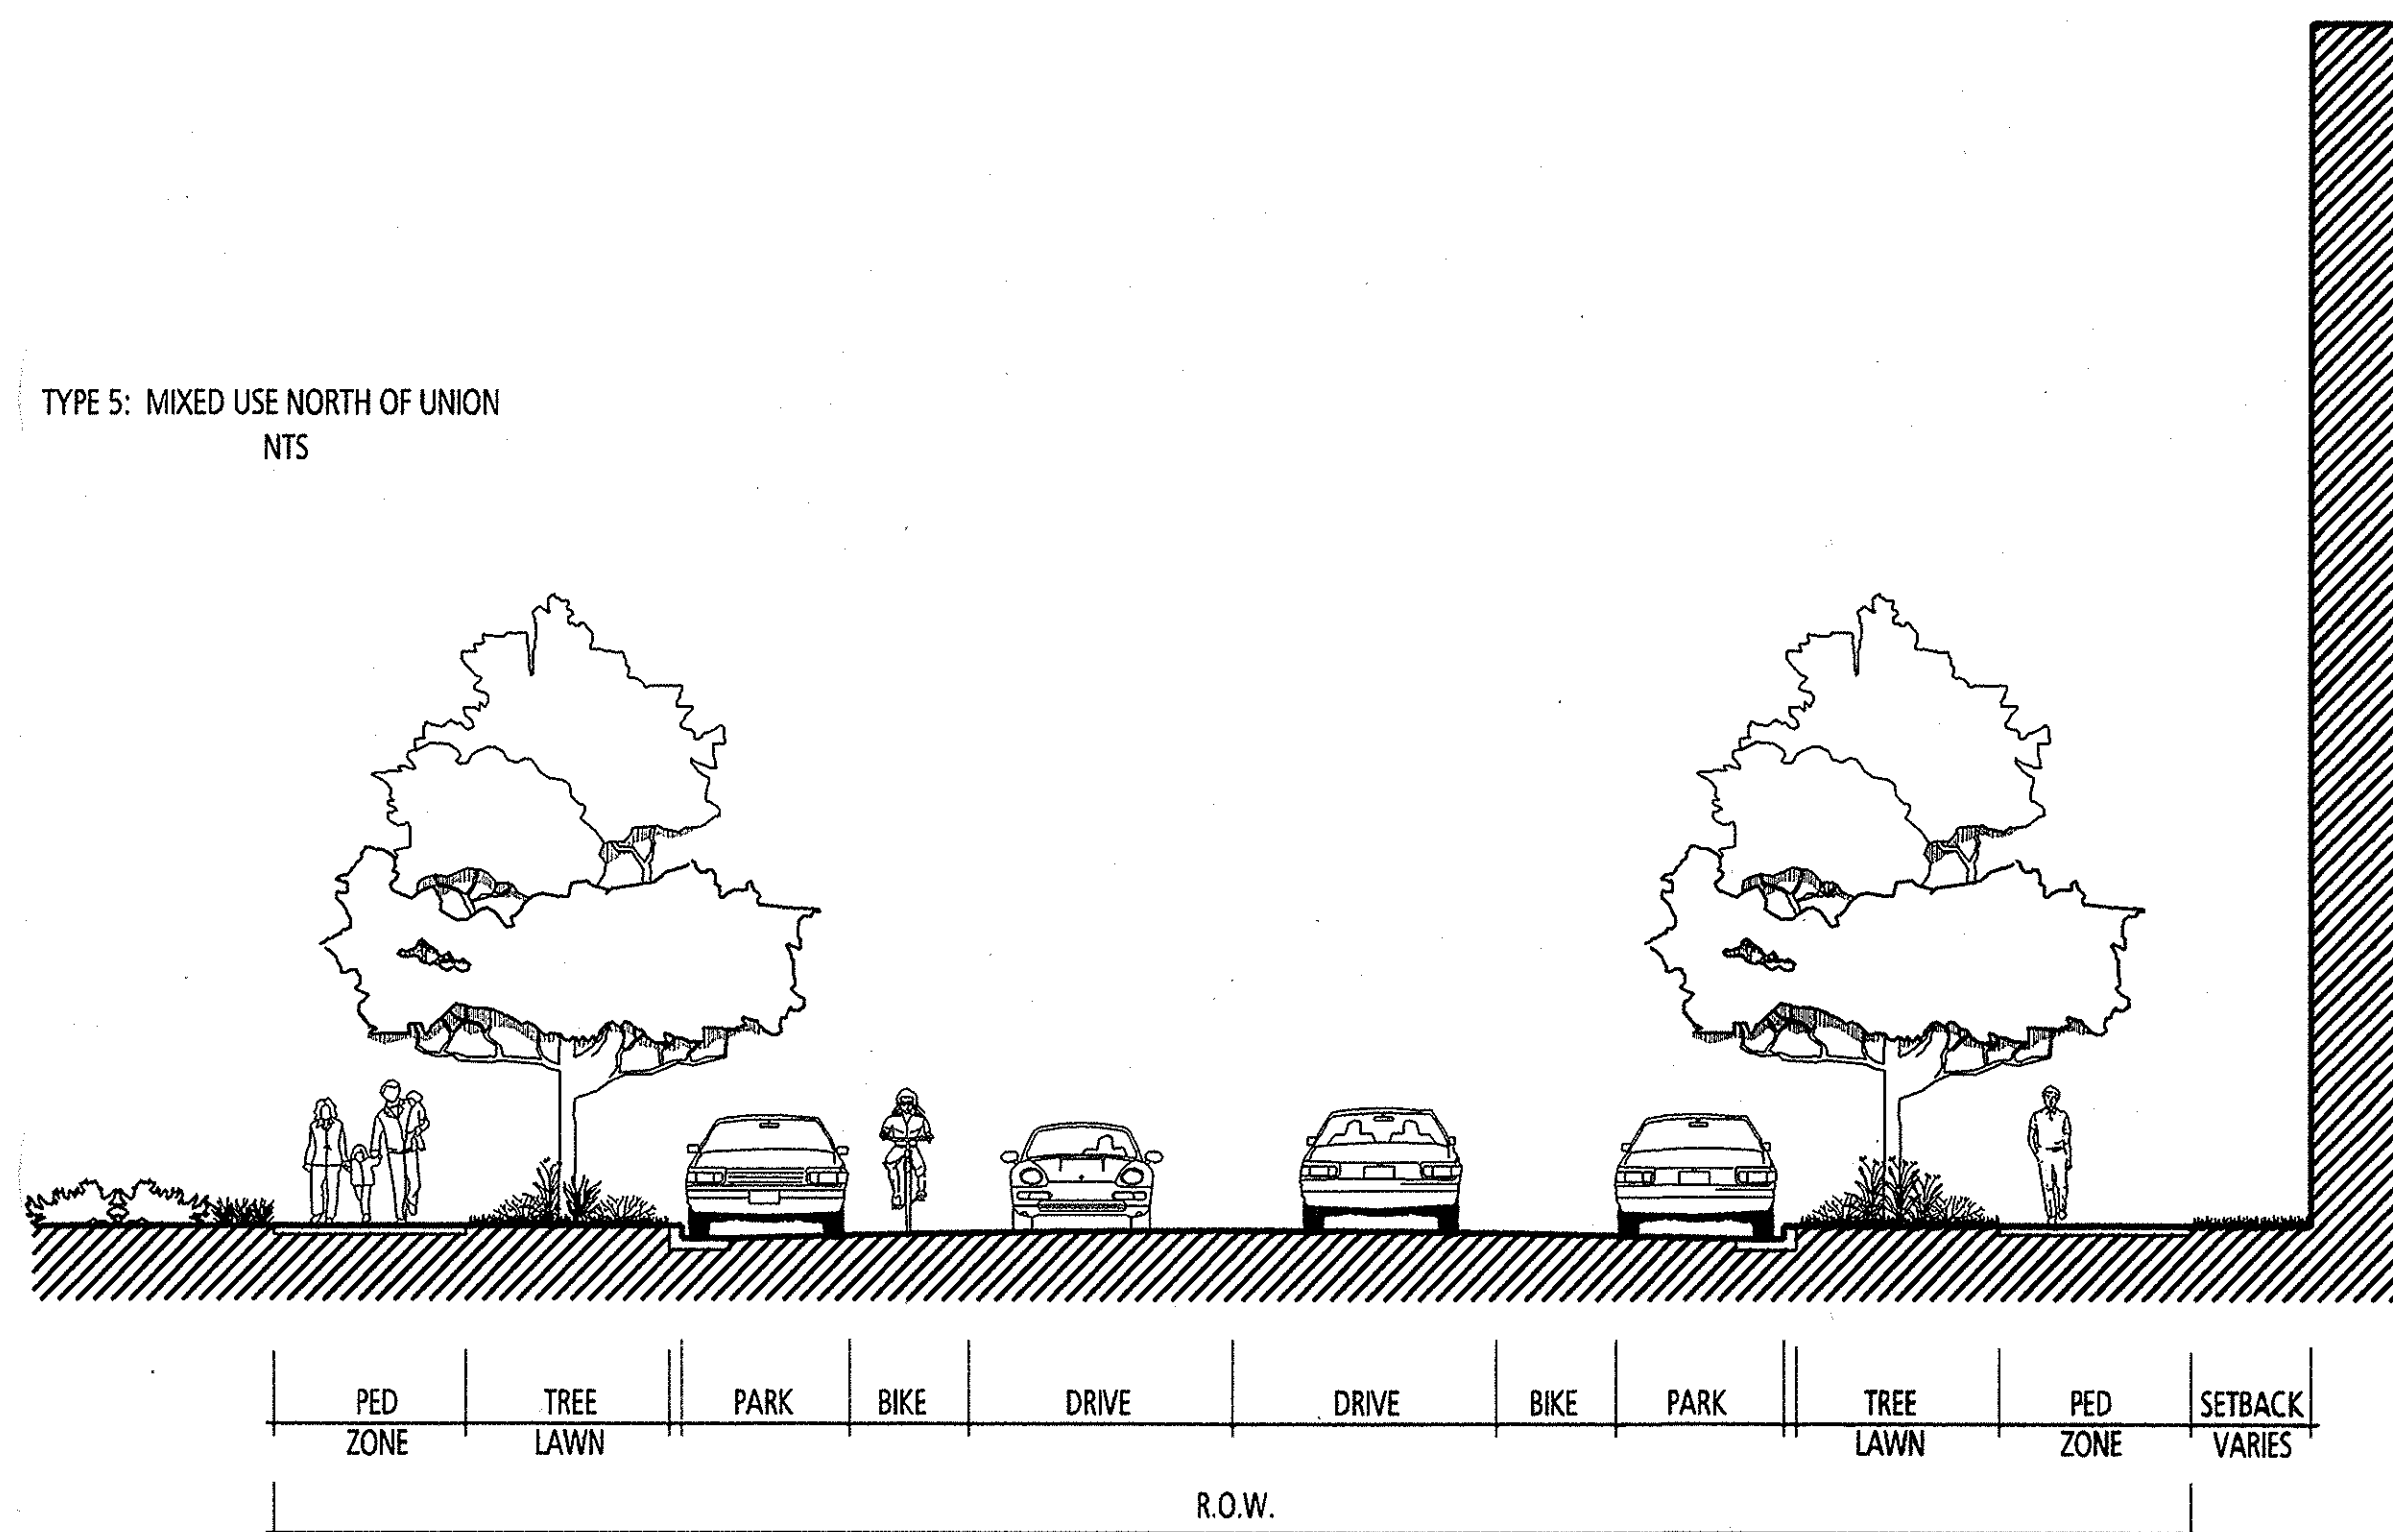 TYPE 5: MIXED USE NORTH OF UNION
NTS
PED TREE PARK BIKE DRIVE DRIVE BIKE PARK TREE PED SETBACK
ZONE LAWN LAWN ZONE VARIES
R.O.W.